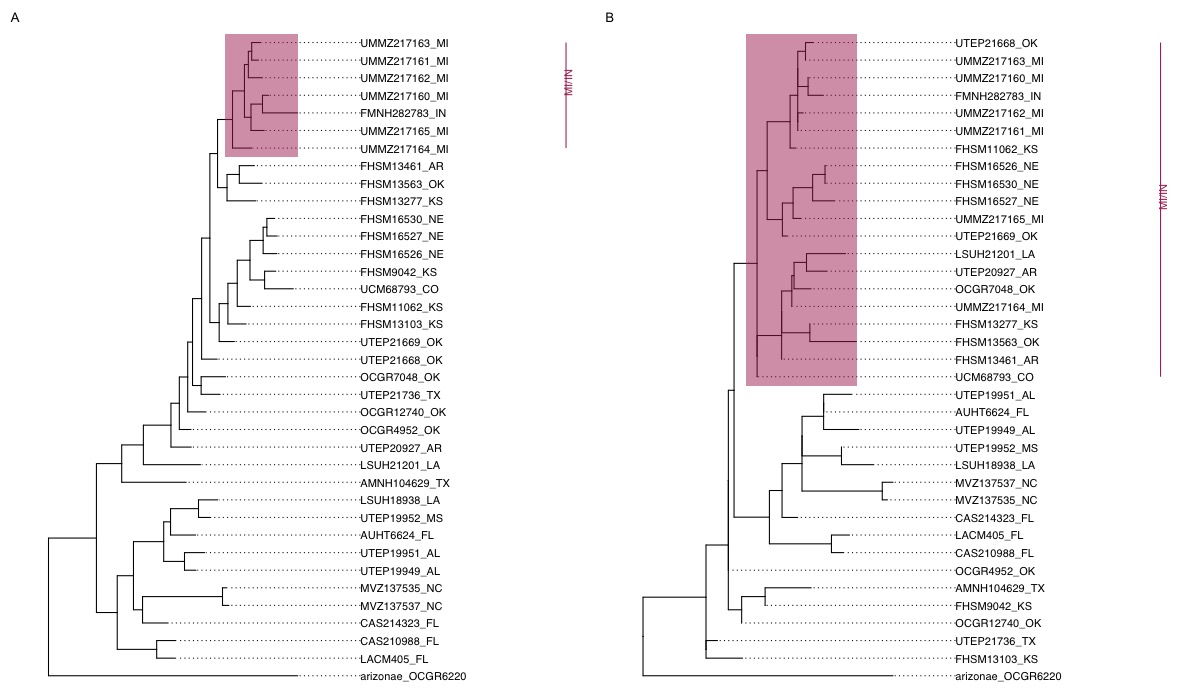 A
UMMZ217163_MI
UMMZ217161_MI
UMMZ217162_MI
UMMZ217160_MI
FMNH282783_IN
UMMZ217165_MI
UMMZ217164_MI
FHSM13461_AR
FHSM13563_OK
FHSM13277_KS
FHSM16530_NE
FHSM16527_NE
FHSM16526_NE
FHSM9042_KS
UCM68793_CO
FHSM11062_KS
FHSM13103_KS
UTEP21669_OK
UTEP21668_OK
OCGR7048_OK
UTEP21736_TX
OCGR12740_OK
OCGR4952_OK
UTEP20927_AR
LSUH21201_LA
AMNH104629_TX
LSUH18938_LA
UTEP19952_MS
AUHT6624_FL
UTEP19951_AL
UTEP19949_AL
MVZ137535_NC
MVZ137537_NC
CAS214323_FL
CAS210988_FL
LACM405_FL
arizonae_OCGR6220
MI/IN
B
UTEP21668_OK
UMMZ217163_MI
UMMZ217160_MI
FMNH282783_IN
UMMZ217162_MI
UMMZ217161_MI
FHSM11062_KS
FHSM16526_NE
FHSM16530_NE
FHSM16527_NE
UMMZ217165_MI
UTEP21669_OK
LSUH21201_LA
UTEP20927_AR
OCGR7048_OK
UMMZ217164_MI
FHSM13277_KS
FHSM13563_OK
FHSM13461_AR
UCM68793_CO
UTEP19951_AL
AUHT6624_FL
UTEP19949_AL
UTEP19952_MS
LSUH18938_LA
MVZ137537_NC
MVZ137535_NC
CAS214323_FL
LACM405_FL
CAS210988_FL
OCGR4952_OK
AMNH104629_TX
FHSM9042_KS
OCGR12740_OK
UTEP21736_TX
FHSM13103_KS
arizonae_OCGR6220
MI/IN